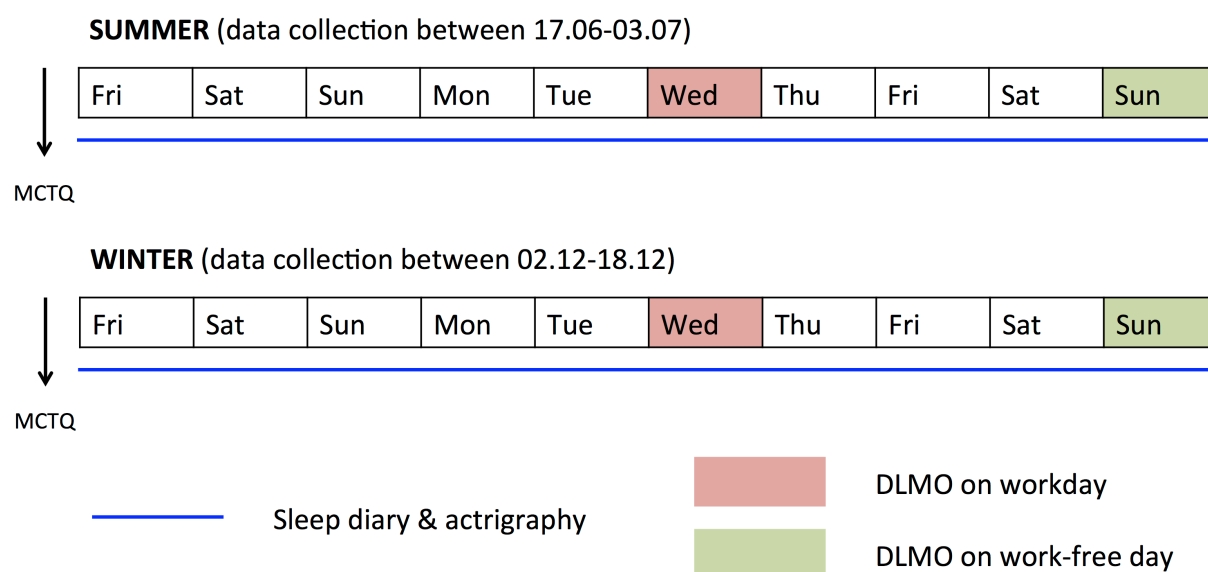 SUMMER (data collection between 17.06-03.07)
Fri Sat Sun Mon Tue Wed Thu Fri Sat Sun
MCTQ
WINTER (data collection between 02.12-18.12)
Fri Sat Sun Mon Tue Wed Thu Fri Sat Sun
MCTQ
DLMO on workday
Sleep diary & actrigraphy
DLMO on work-free day